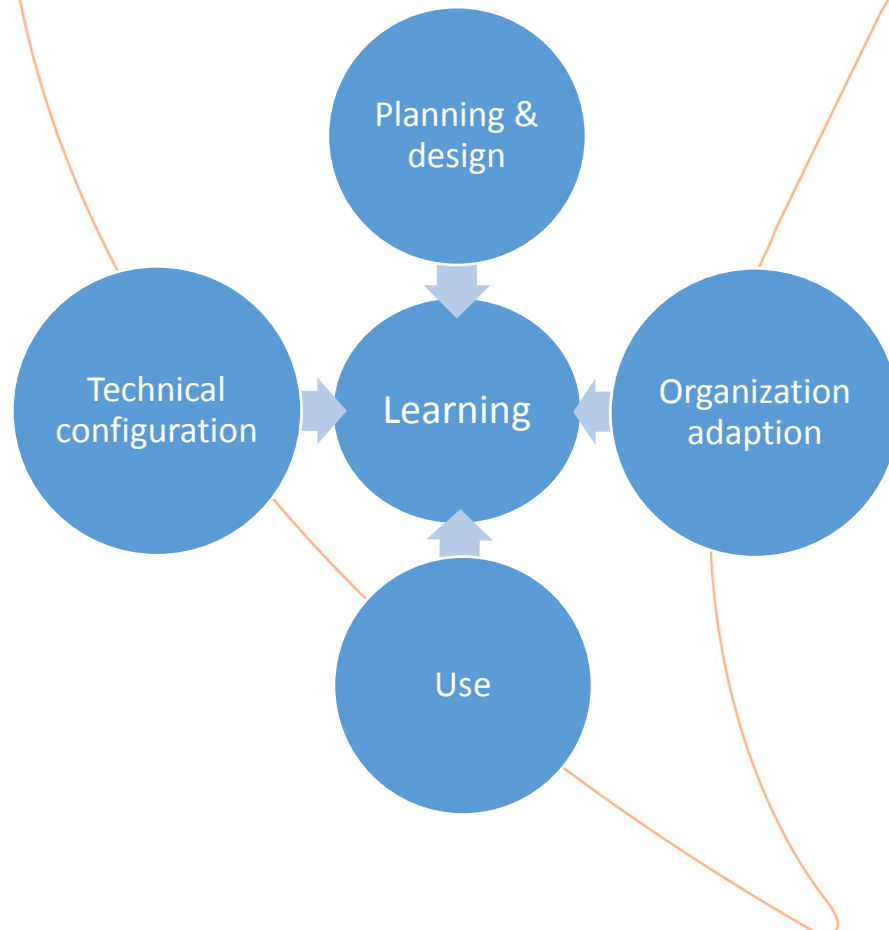 Planning &
design
Technical
configuration
Learning
Organization
adaption
Use